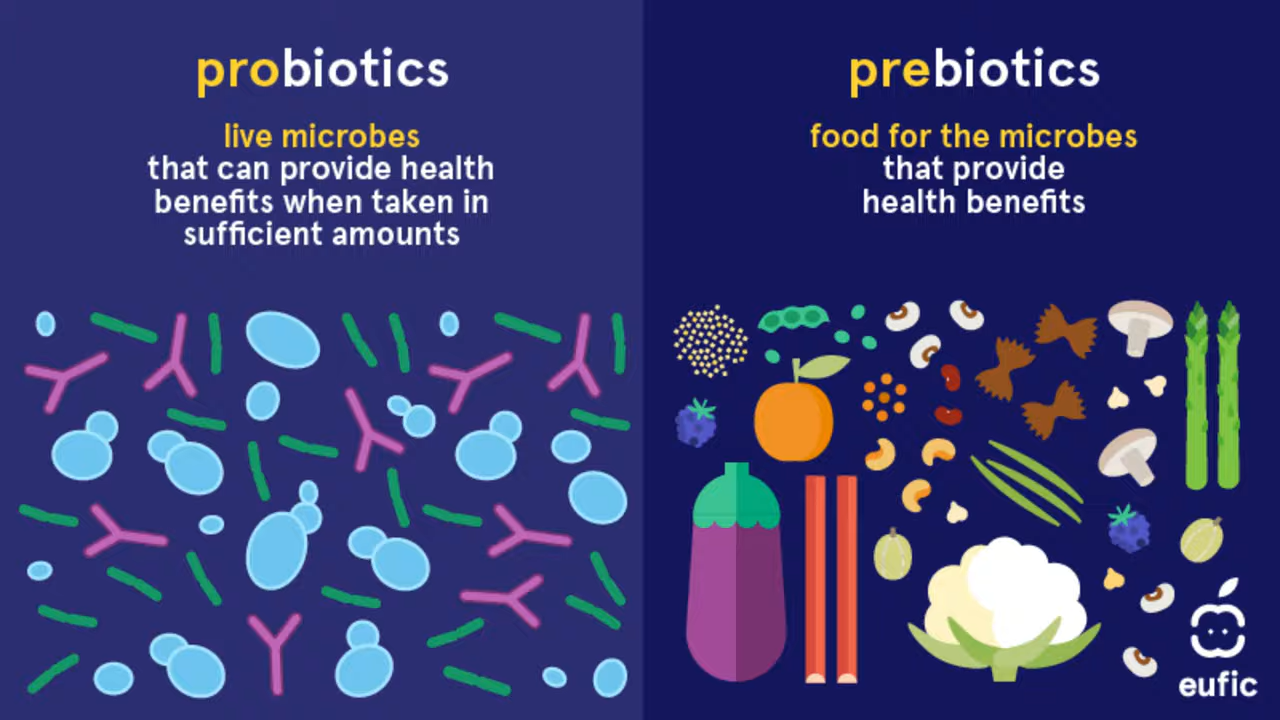 probiotics
live microbes
that can provide health
benefits when taken in
sufficient amounts
prebiotics
food for the microbes
that provide
health benefits
eufic